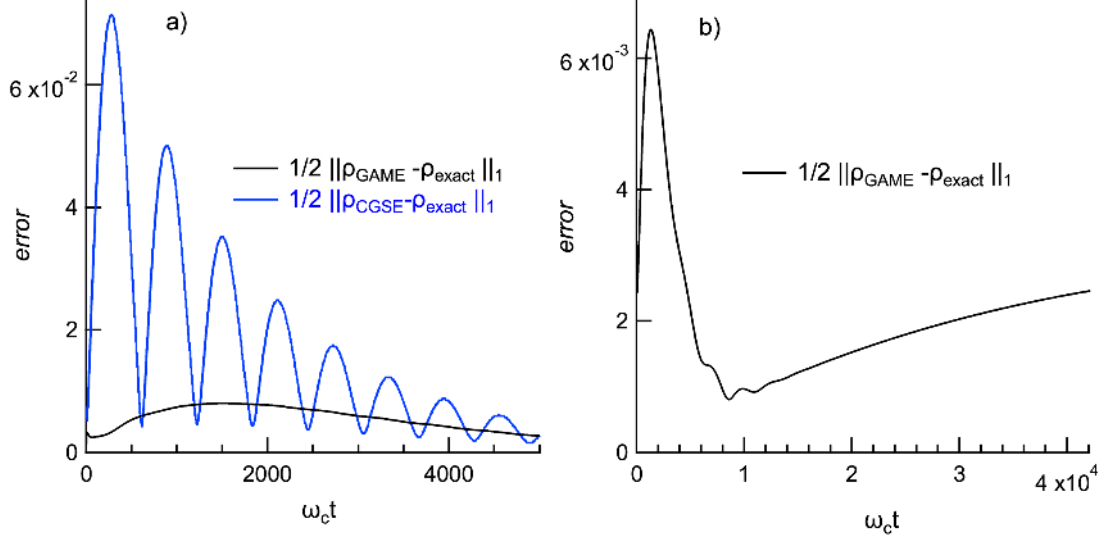 a)
6 x10⁻²
4
2
0
error
1/2 ||ρGAME -ρexact ||1
1/2 ||ρCGSE-ρexact ||1
0
2000
4000
ωct
b)
6 x10⁻³
4
2
0
error
1/2 ||ρGAME -ρexact ||1
0
1
2
3
4 x10⁴
ωct